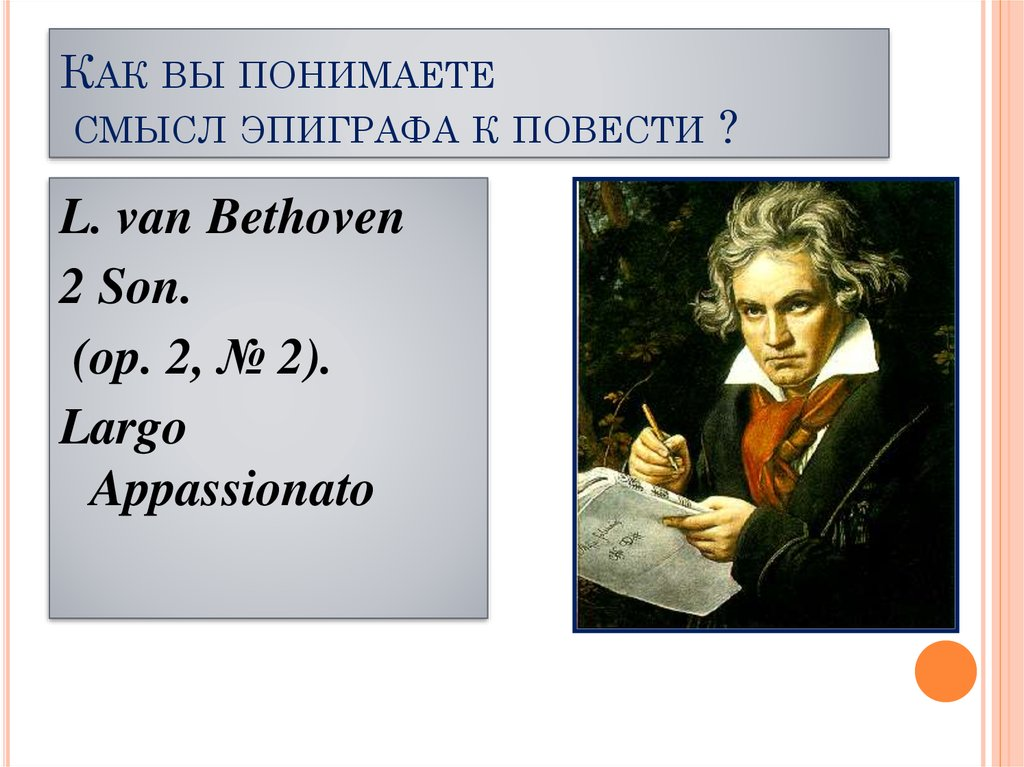 Как вы понимаете
смысл эпиграфа к повести ?
L. van Bethoven
2 Son.
(op. 2, № 2).
Largo
Appassionato